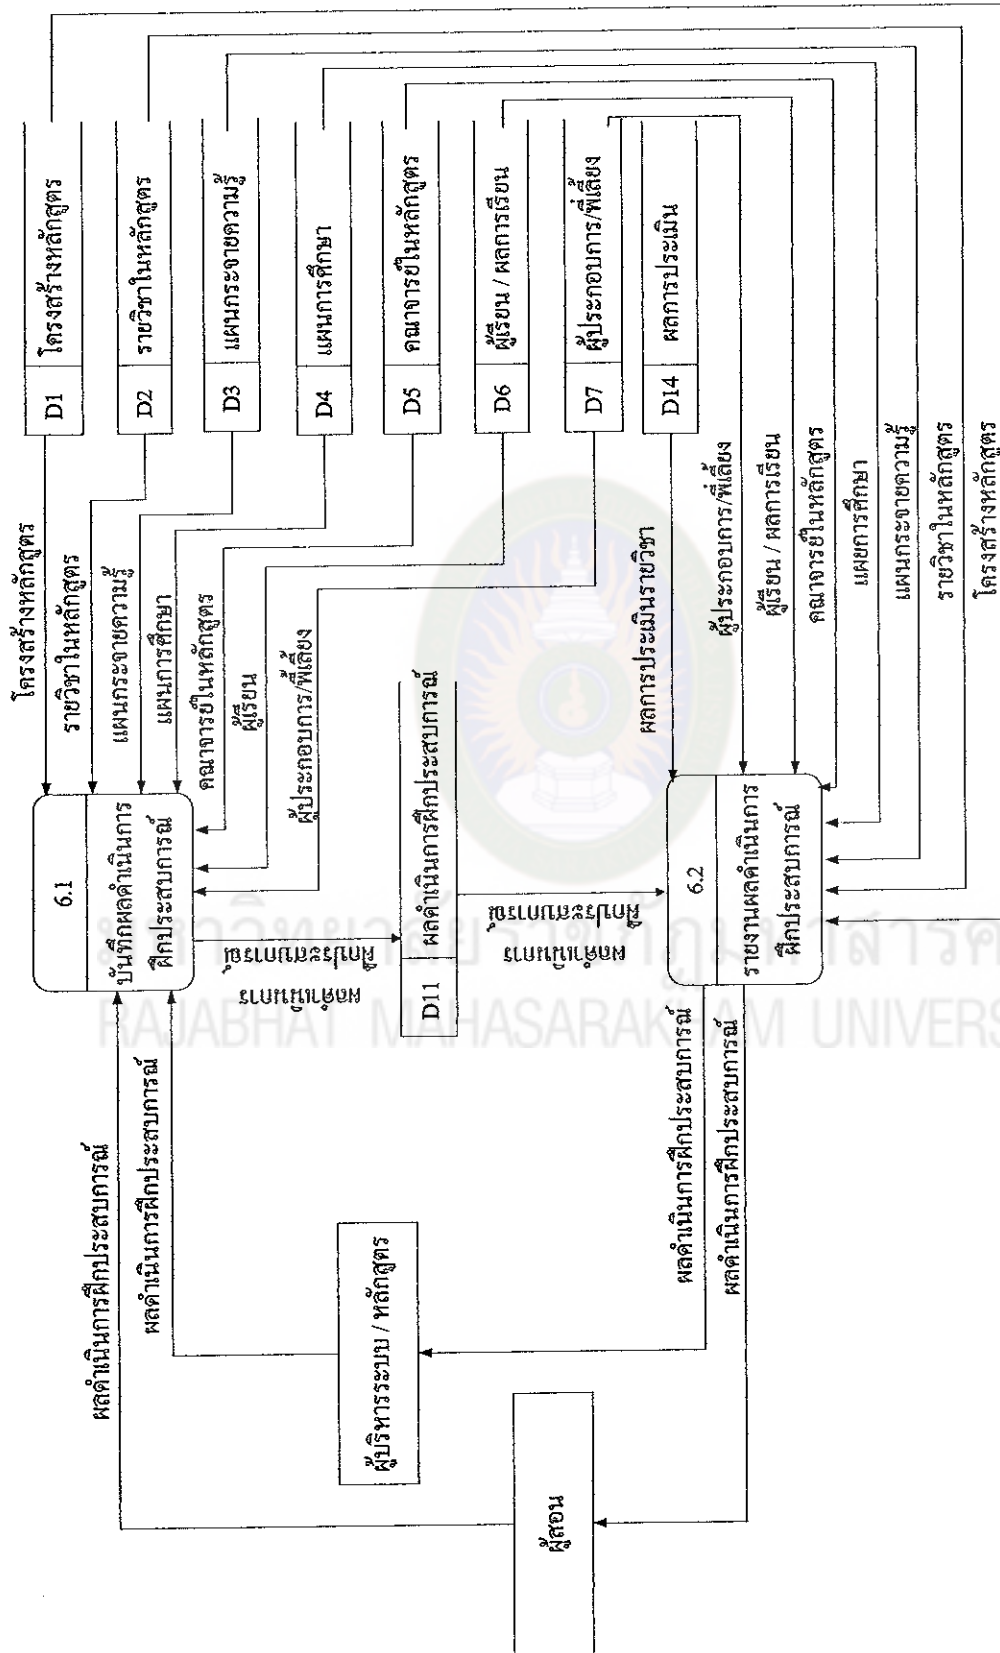 ผลดำเนินการฝึกประสบการณ์
ผลดำเนินการฝึกประสบการณ์
ผู้บริหารระบบ / หลักสูตร
ผู้สอน
6.1
บันทึกผลดำเนินการ
ฝึกประสบการณ์
โครงสร้างหลักสูตร
รายวิชาในหลักสูตร
แผนกระจายความรู้
แผนการศึกษา
คณาจารย์ในหลักสูตร
ผู้เรียน
ผู้ประกอบการ/พี่เลี้ยง
D1 โครงสร้างหลักสูตร
D2 รายวิชาในหลักสูตร
D3 แผนกระจายความรู้
D4 แผนการศึกษา
D5 คณาจารย์ในหลักสูตร
D6 ผู้เรียน / ผลการเรียน
D7 ผู้ประกอบการ/พี่เลี้ยง
D14 ผลการประเมิน
ผลดำเนินการ
ฝึกประสบการณ์
D11 ผลดำเนินการฝึกประสบการณ์
ผลดำเนินการ
ฝึกประสบการณ์
6.2
รายงานผลดำเนินการ
ฝึกประสบการณ์
ผลการประเมินรายวิชา
ผู้ประกอบการ/พี่เลี้ยง
ผู้เรียน / ผลการเรียน
คณาจารย์ในหลักสูตร
แผยการศึกษา
แผนกระจายความรู้
รายวิชาในหลักสูตร
โครงสร้างหลักสูตร
ผลดำเนินการฝึกประสบการณ์
ผลดำเนินการฝึกประสบการณ์
RAJABHAT MAHASARAKHAM UNIVERS